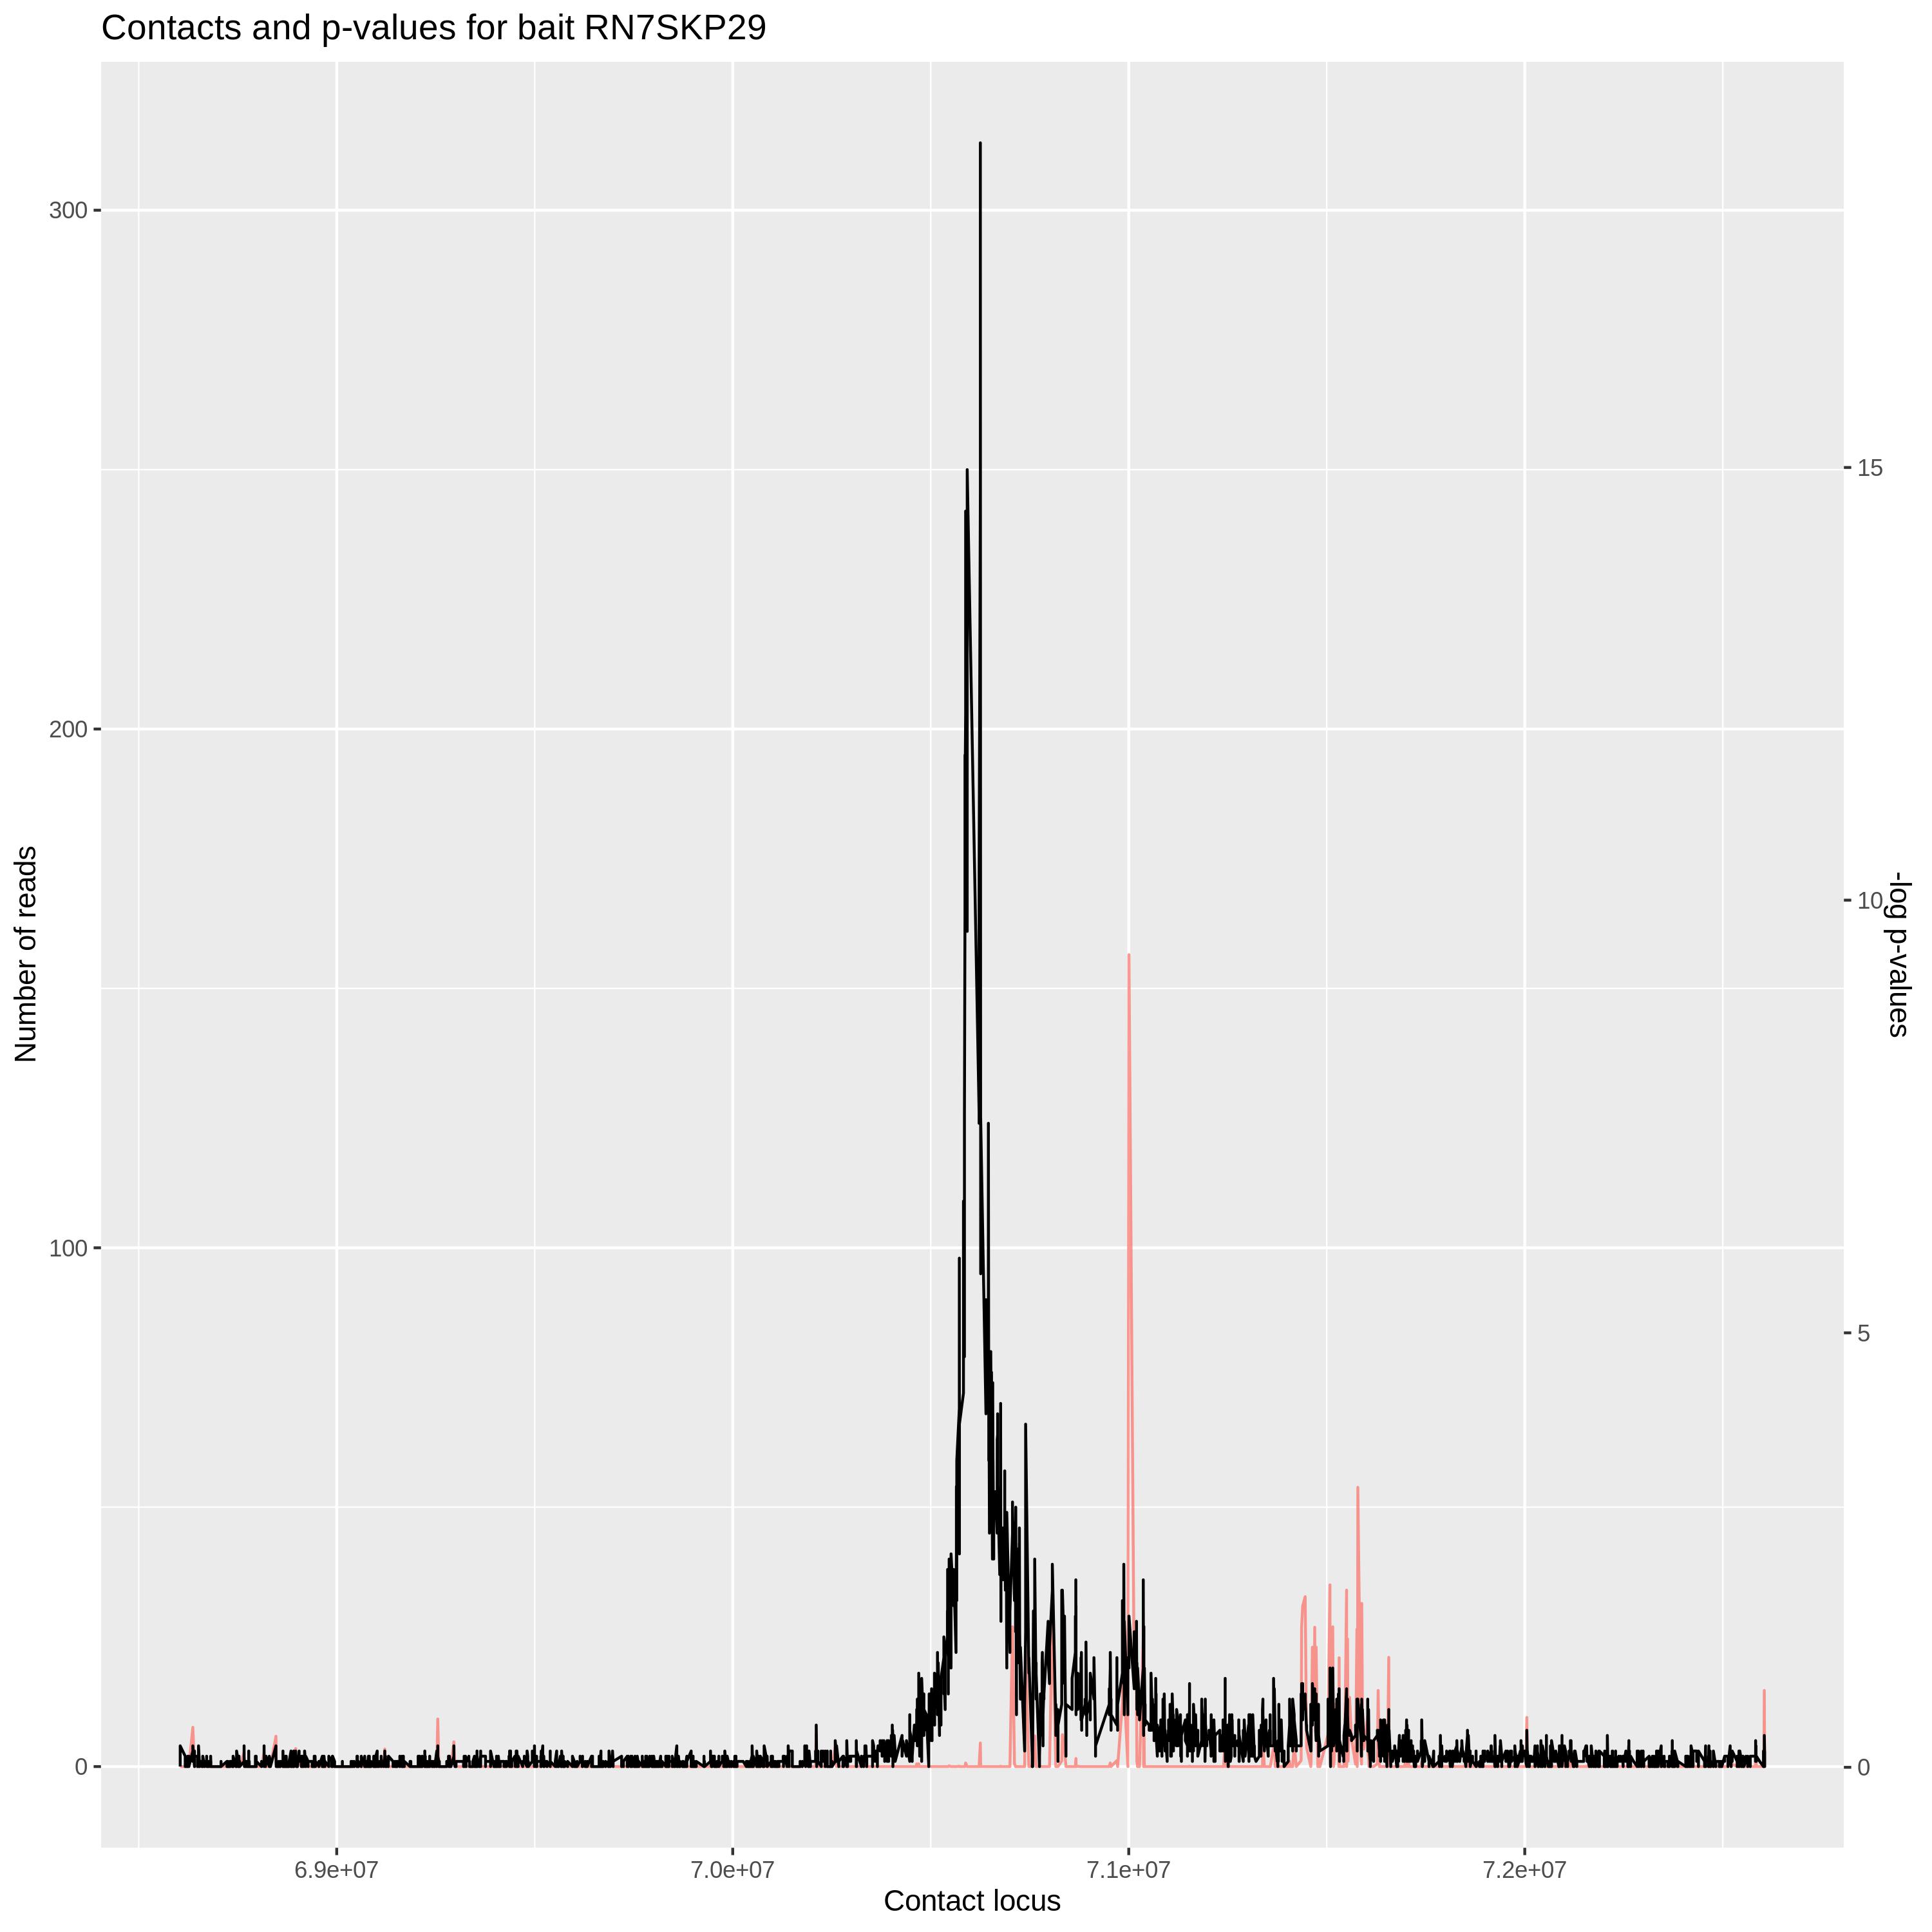 Contacts and p-values for bait RN7SKP29
300
200
100
0
Number of reads
15
10
5
0
-log p-values
6.9e+07
7.0e+07
7.1e+07
7.2e+07
Contact locus